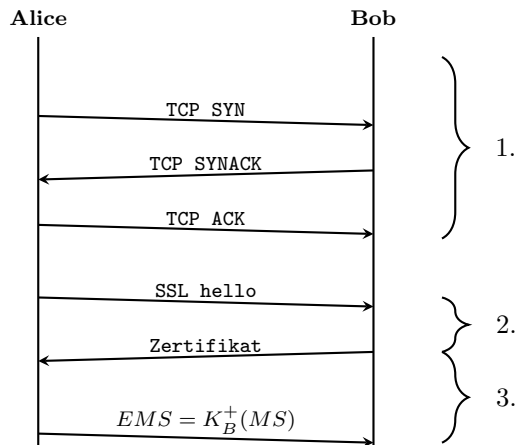 Alice Bob
TCP SYN
TCP SYNACK
1.
TCP ACK
SSL hello
2.
Zertifikat
3.
EMS = K_B^+(MS)